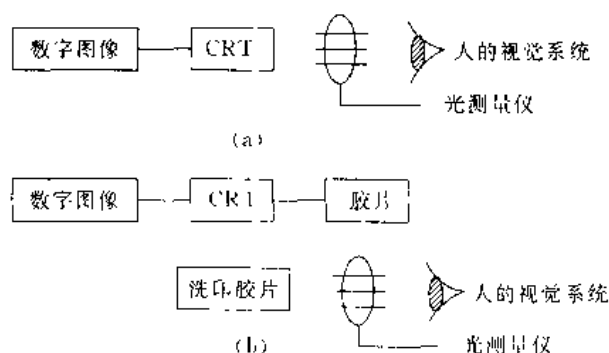 数字图像 CRT 人的视觉系统
光测量仪
(a)
数字图像 CRT 胶片
洗印胶片 人的视觉系统
(b) 光测量仪